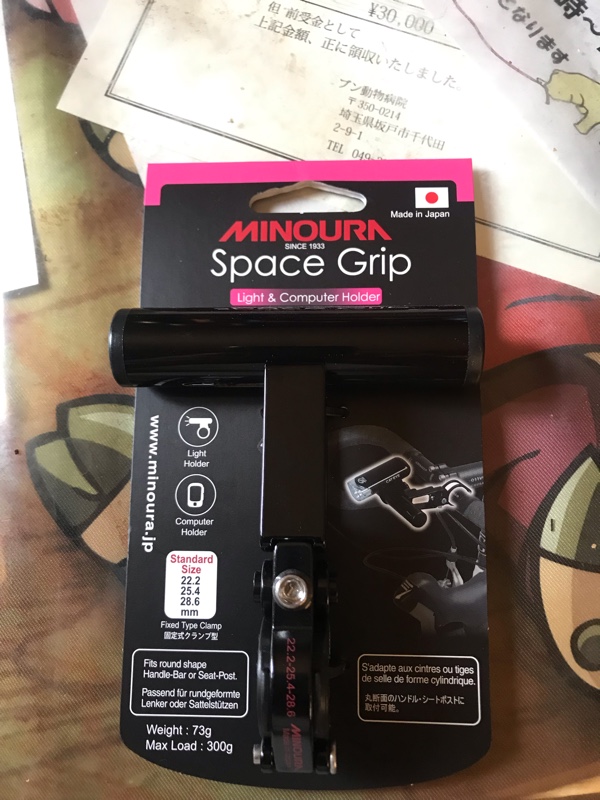 但 前受金として
¥30,000
上記金額、正に領収いたしました。
ブン動物病院
〒350-0214
埼玉県坂戸市千代田
2-9-1
TEL 049-
時～
となります
Made in Japan
MINOURA
SINCE 1933
Space Grip
Light & Computer Holder
www.minoura.jp
Light
Holder
Computer
Holder
Standard
Size
22.2
25.4
28.6
mm
Fixed Type Clamp
固定式クランプ型
Fits round shape
Handle-Bar or Seat-Post.
Passend für rundgeformte
Lenker oder Sattelstützen
Weight : 73g
Max Load : 300g
22.2-25.4-28.6 MINOURA
S'adapte aux cintres ou tiges
de selle de forme cylindrique.
丸断面のハンドル・シートポストに
取付可能。